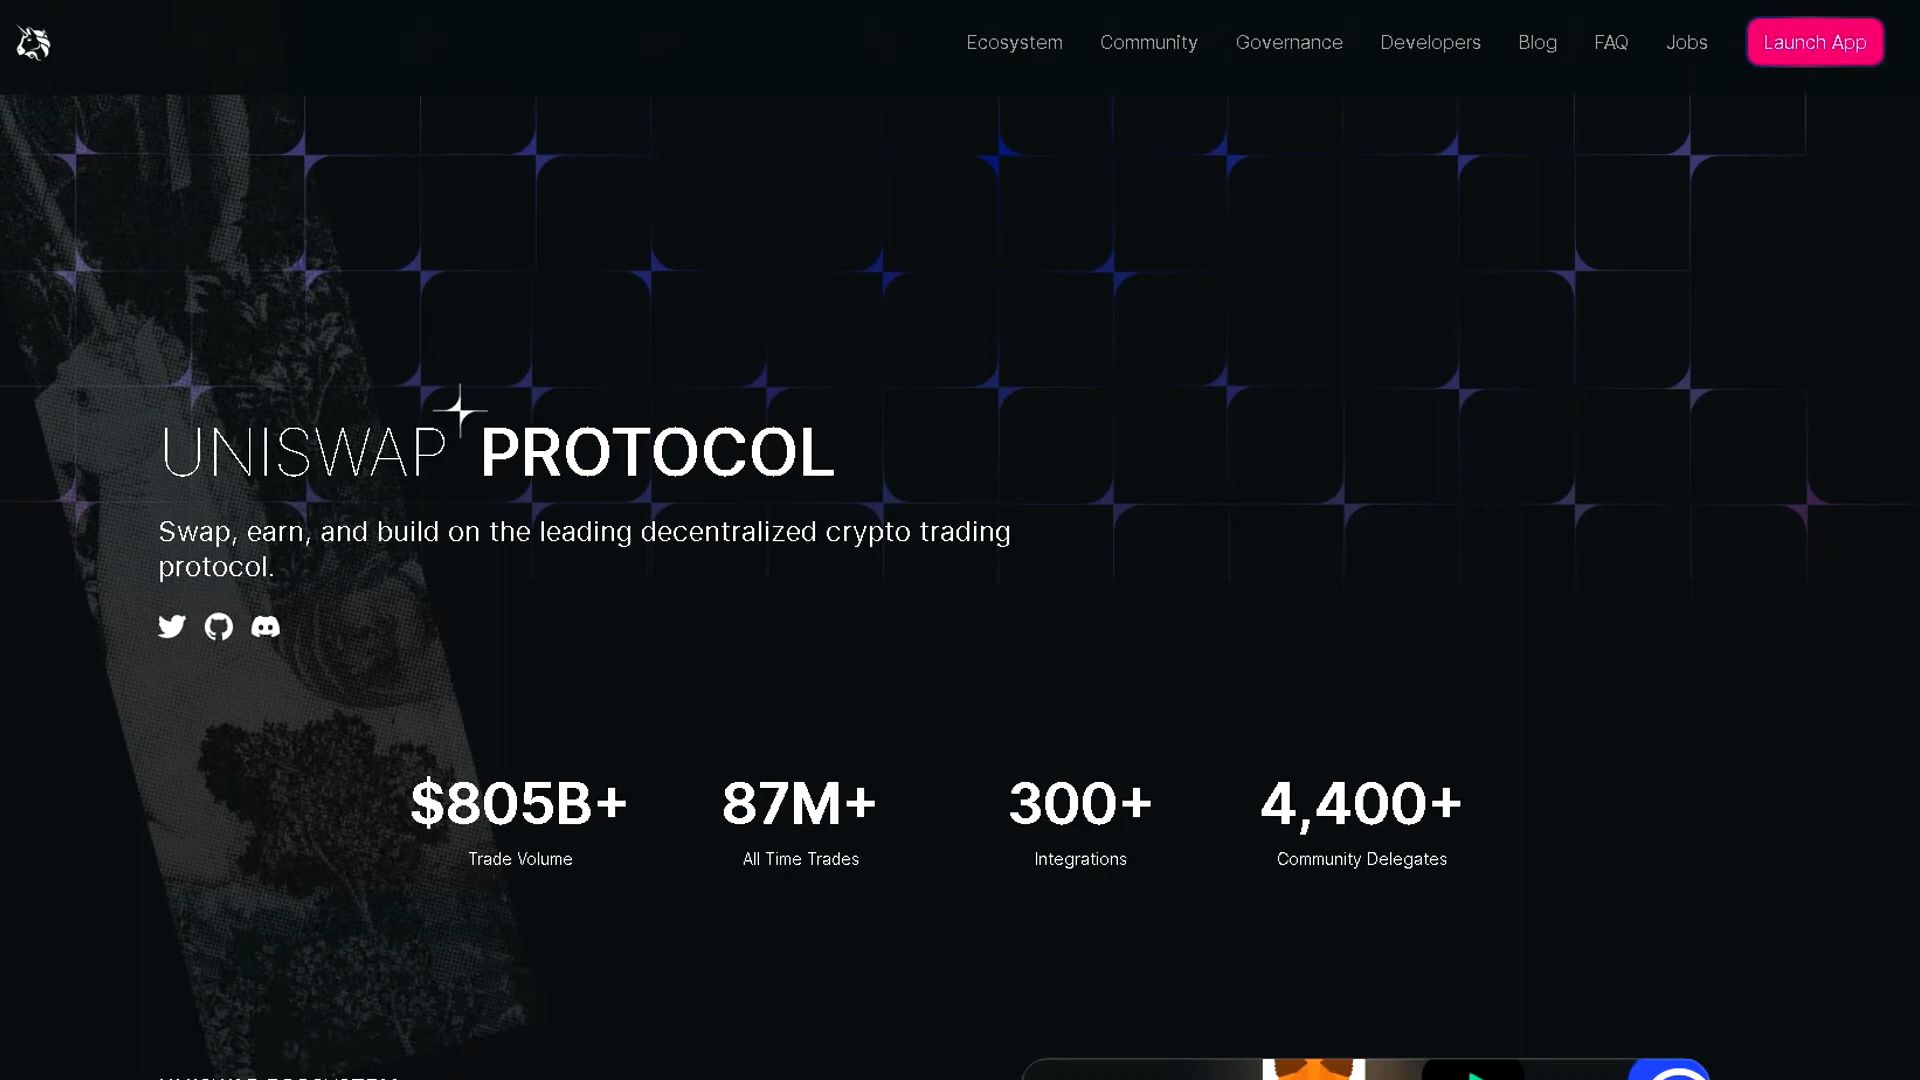 Ecosystem Community Governance Developers Blog FAQ Jobs Launch App
UNISWAP PROTOCOL
Swap, earn, and build on the leading decentralized crypto trading
protocol.
$805B+ 87M+ 300+ 4,400+
Trade Volume All Time Trades Integrations Community Delegates